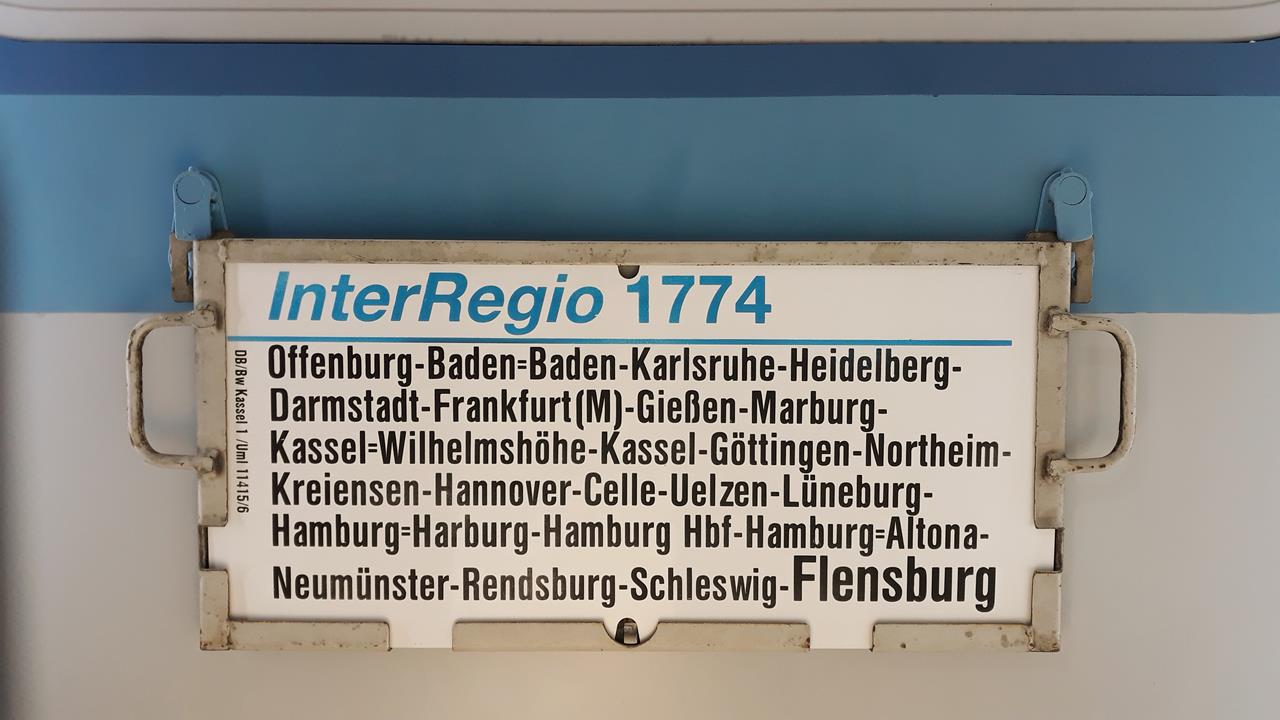 InterRegio 1774
Offenburg-Baden=Baden-Karlsruhe-Heidelberg-
Darmstadt-Frankfurt(M)-Gießen-Marburg-
Kassel=Wilhelmshöhe-Kassel-Göttingen-Northeim-
Kreiensen-Hannover-Celle-Uelzen-Lüneburg-
Hamburg=Harburg-Hamburg Hbf-Hamburg=Altona-
Neumünster-Rendsburg-Schleswig-Flensburg
DB/Bw Kassel 1 /Uml 11415/6